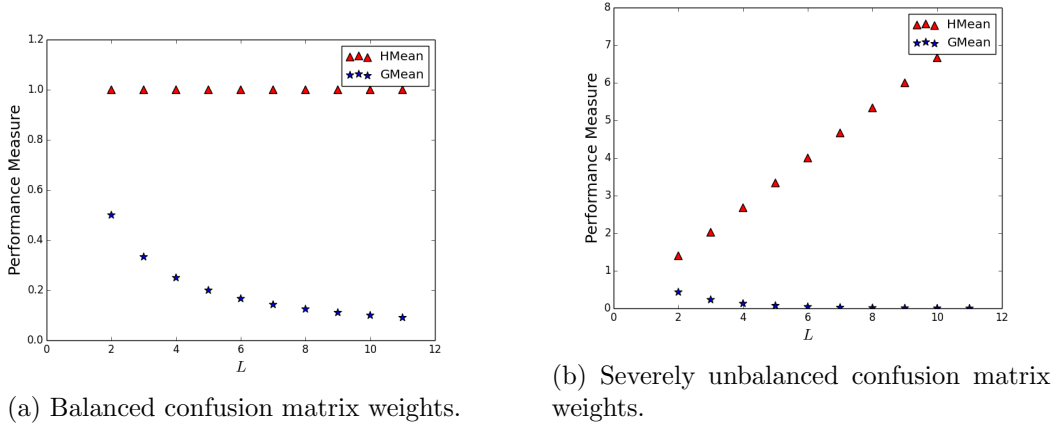 1.2
1.0
0.8
0.6
0.4
0.2
0.0
Performance Measure
0 2 4 6 8 10 12
L
HMean
GMean
(a) Balanced confusion matrix weights.
8
7
6
5
4
3
2
1
0
Performance Measure
0 2 4 6 8 10 12
L
HMean
GMean
(b) Severely unbalanced confusion matrix
weights.